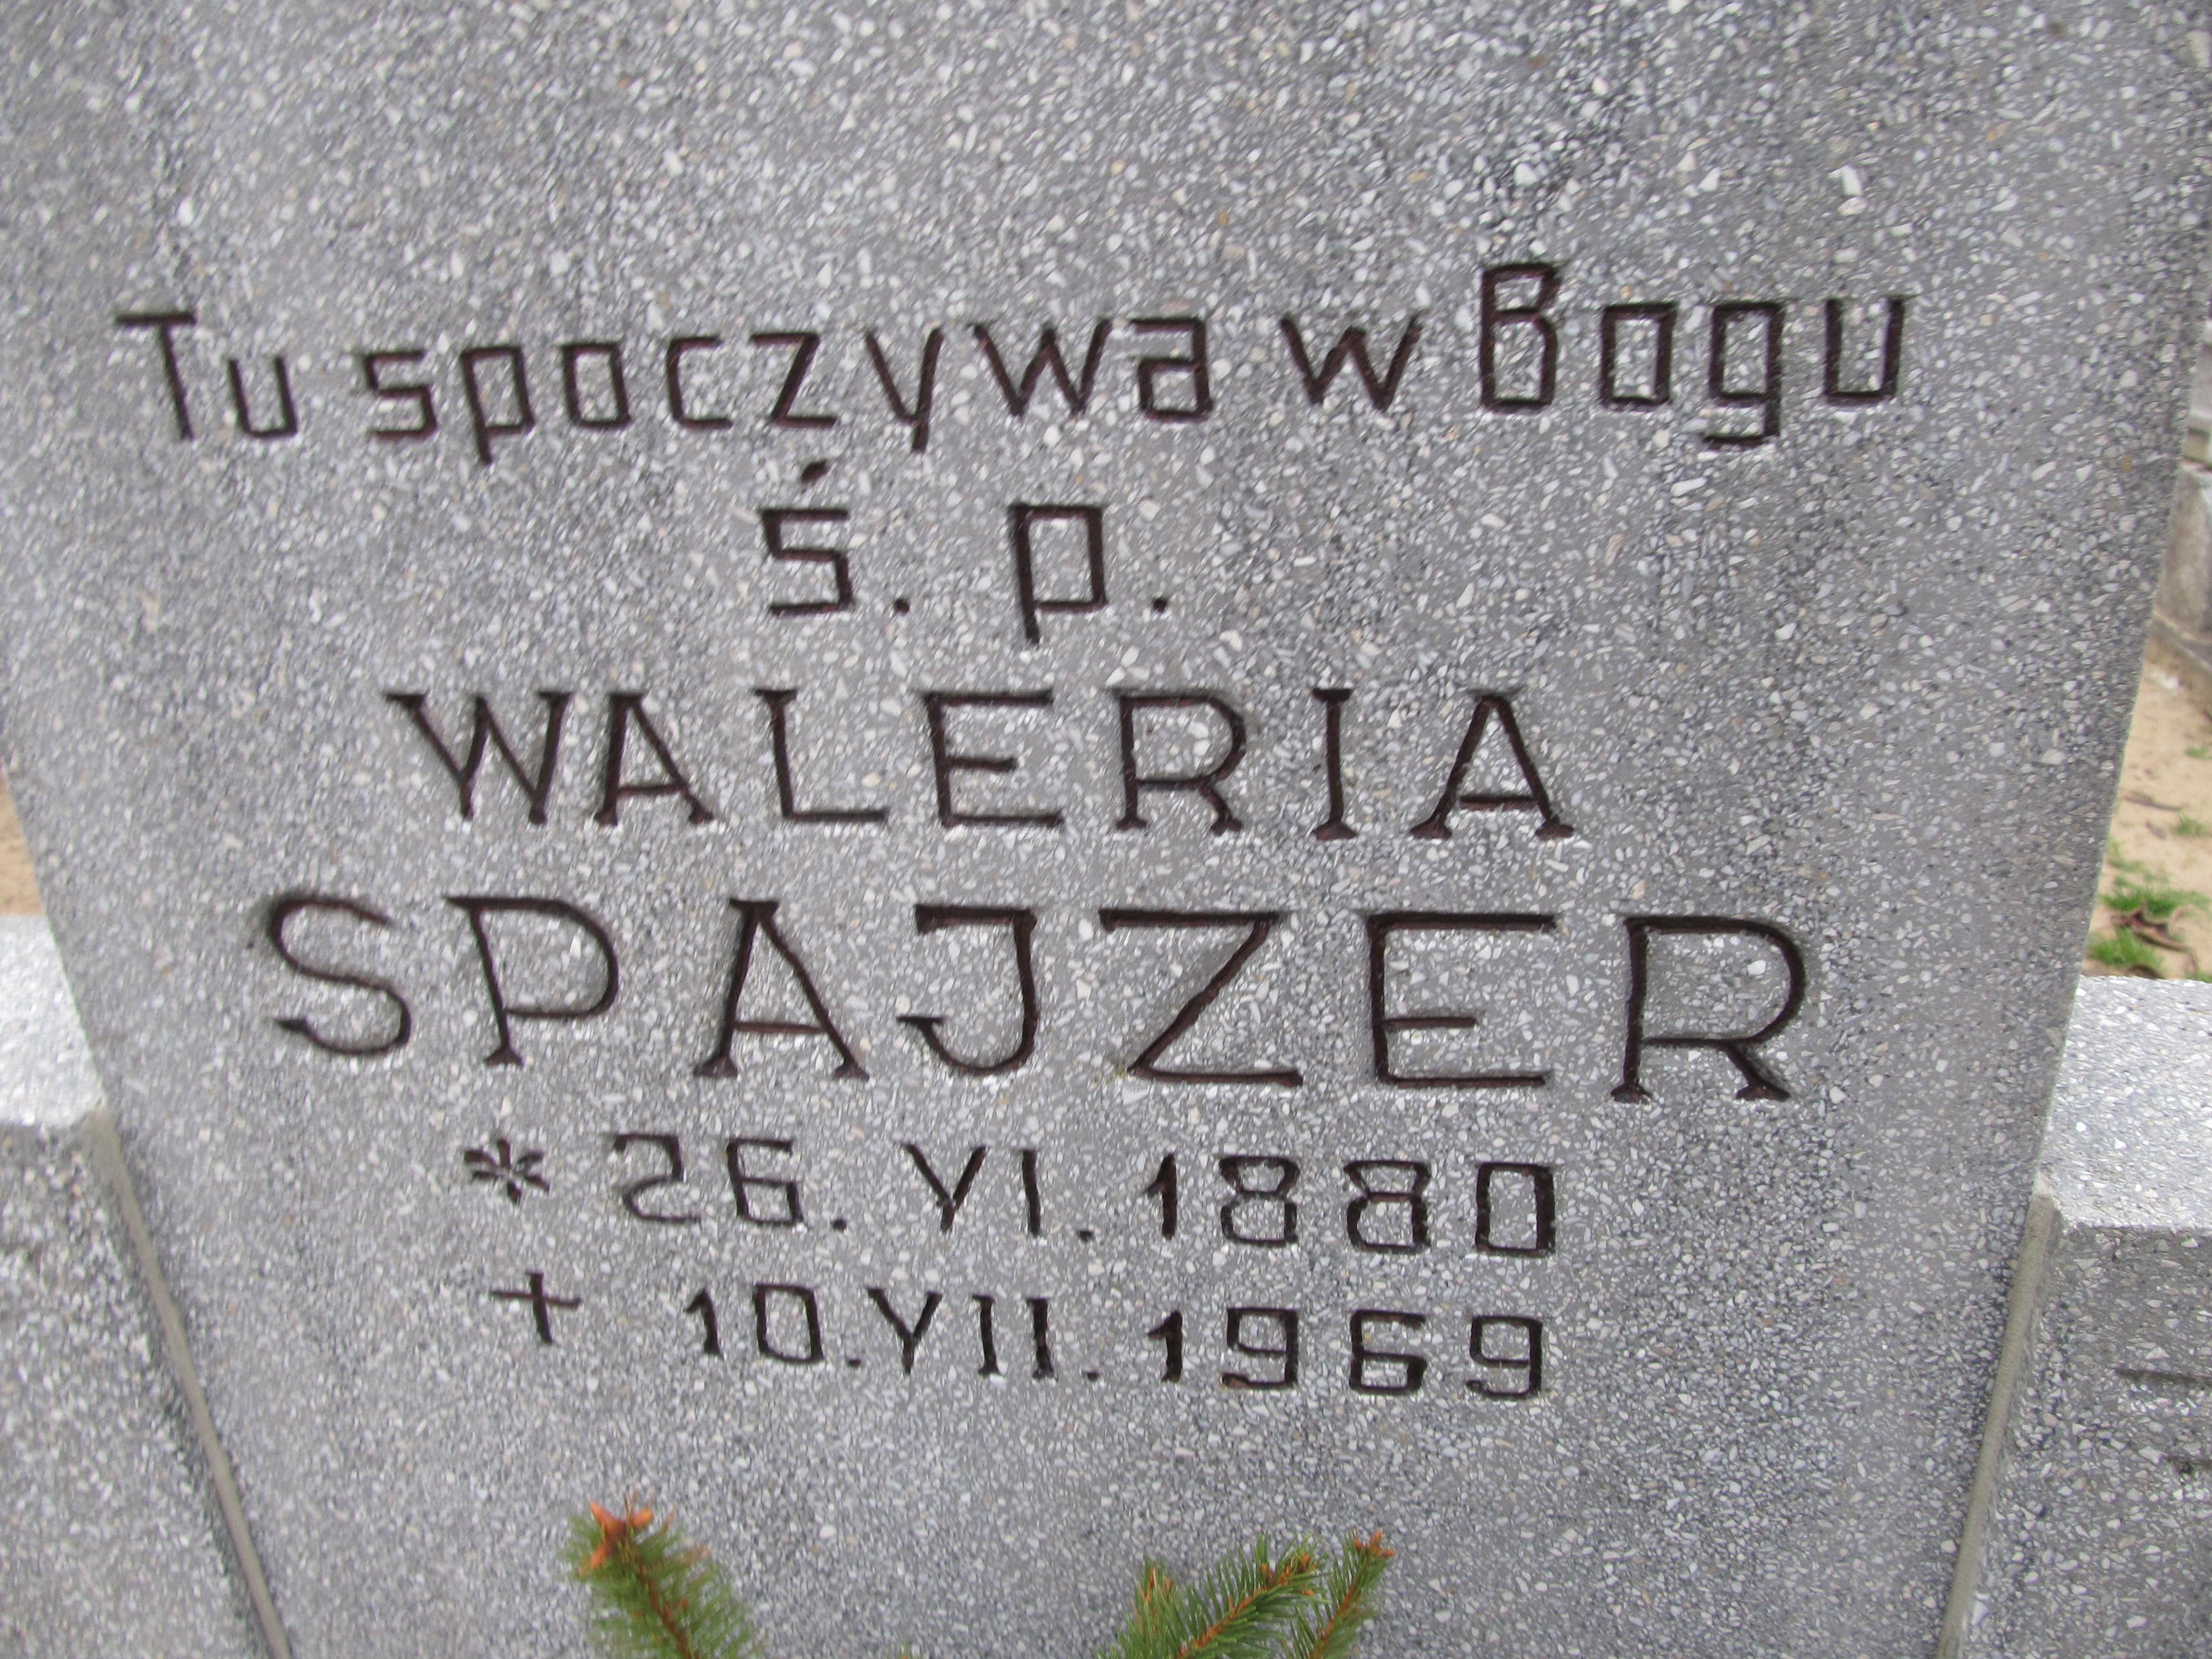 Tu spoczywa w Bogu
ś. p.
WALERIA
SPAJZER
* 26. VI. 1880
+ 10. VII. 1969